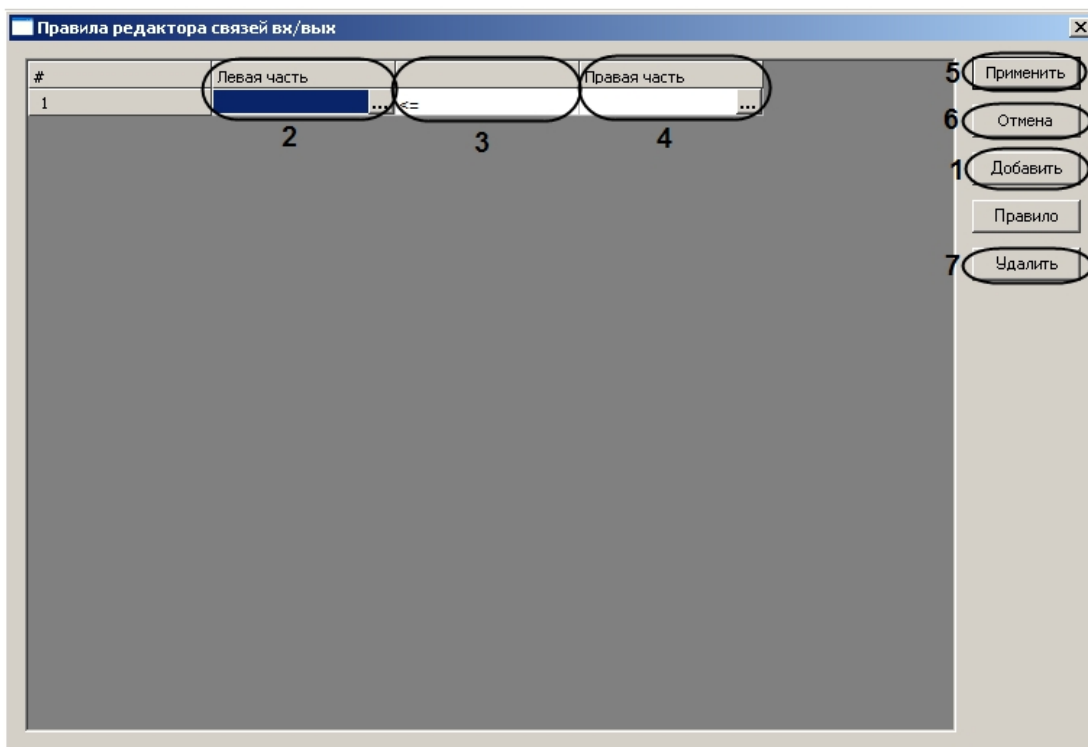 Правила редактора связей вх/вых
# Левая часть Правая часть
1 ... <= ...
2 3 4
5 Применить
6 Отмена
1 Добавить
Правило
7 Удалить